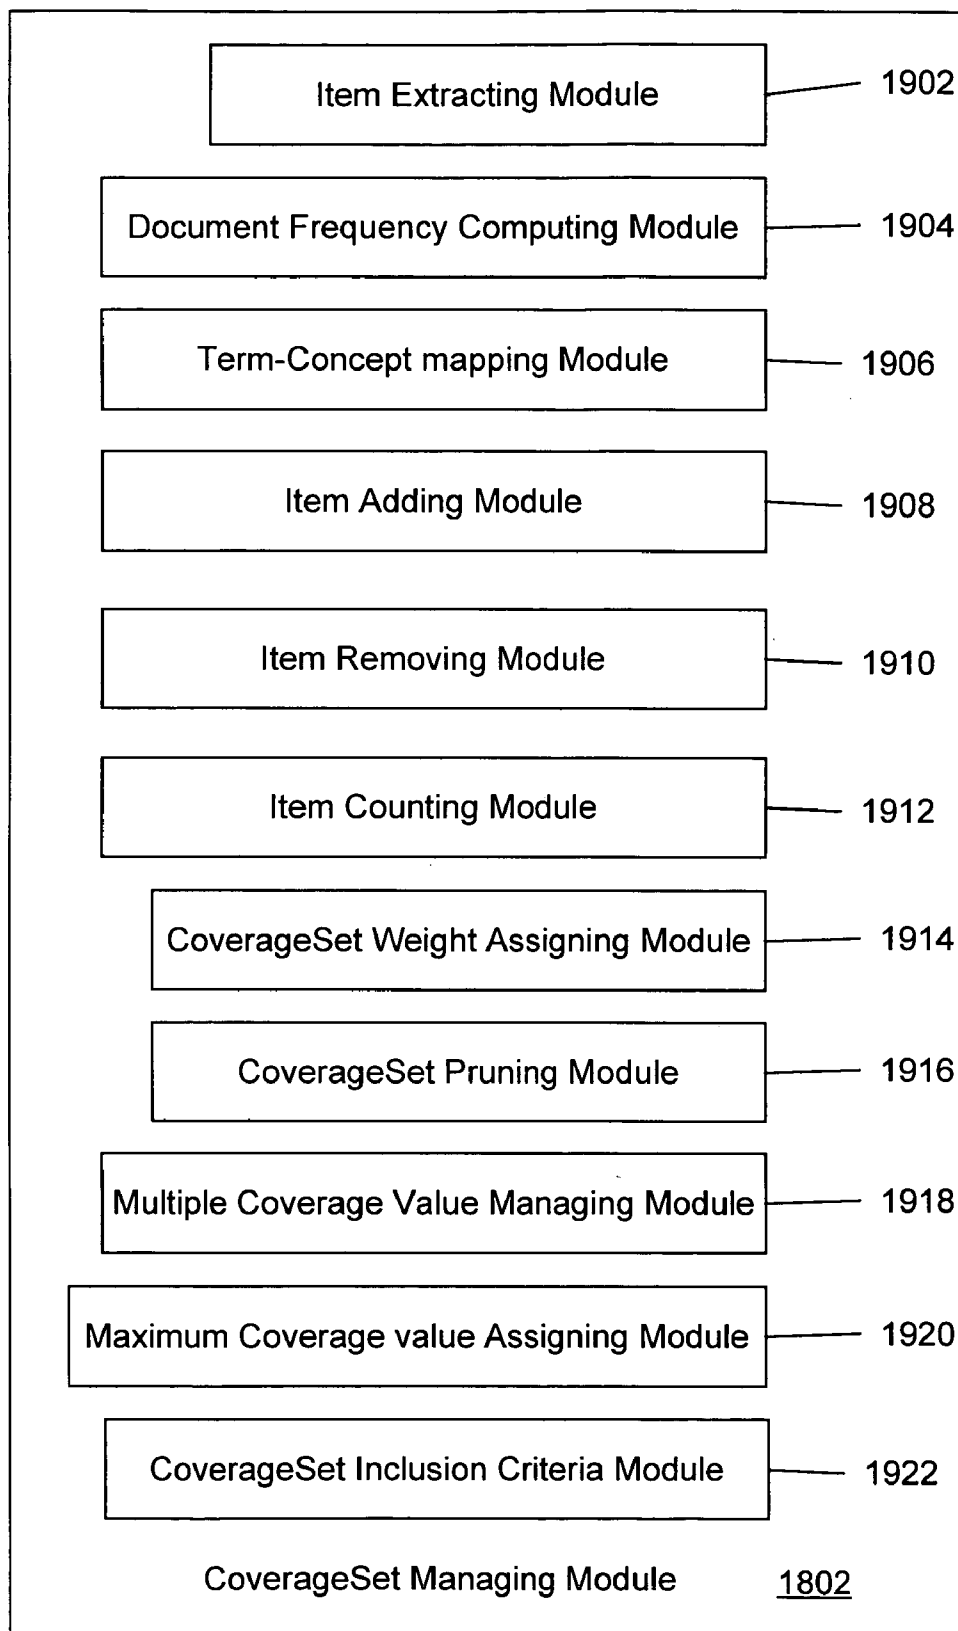 Item Extracting Module 1902
Document Frequency Computing Module 1904
Term-Concept mapping Module 1906
Item Adding Module 1908
Item Removing Module 1910
Item Counting Module 1912
CoverageSet Weight Assigning Module 1914
CoverageSet Pruning Module 1916
Multiple Coverage Value Managing Module 1918
Maximum Coverage value Assigning Module 1920
CoverageSet Inclusion Criteria Module 1922
CoverageSet Managing Module 1802